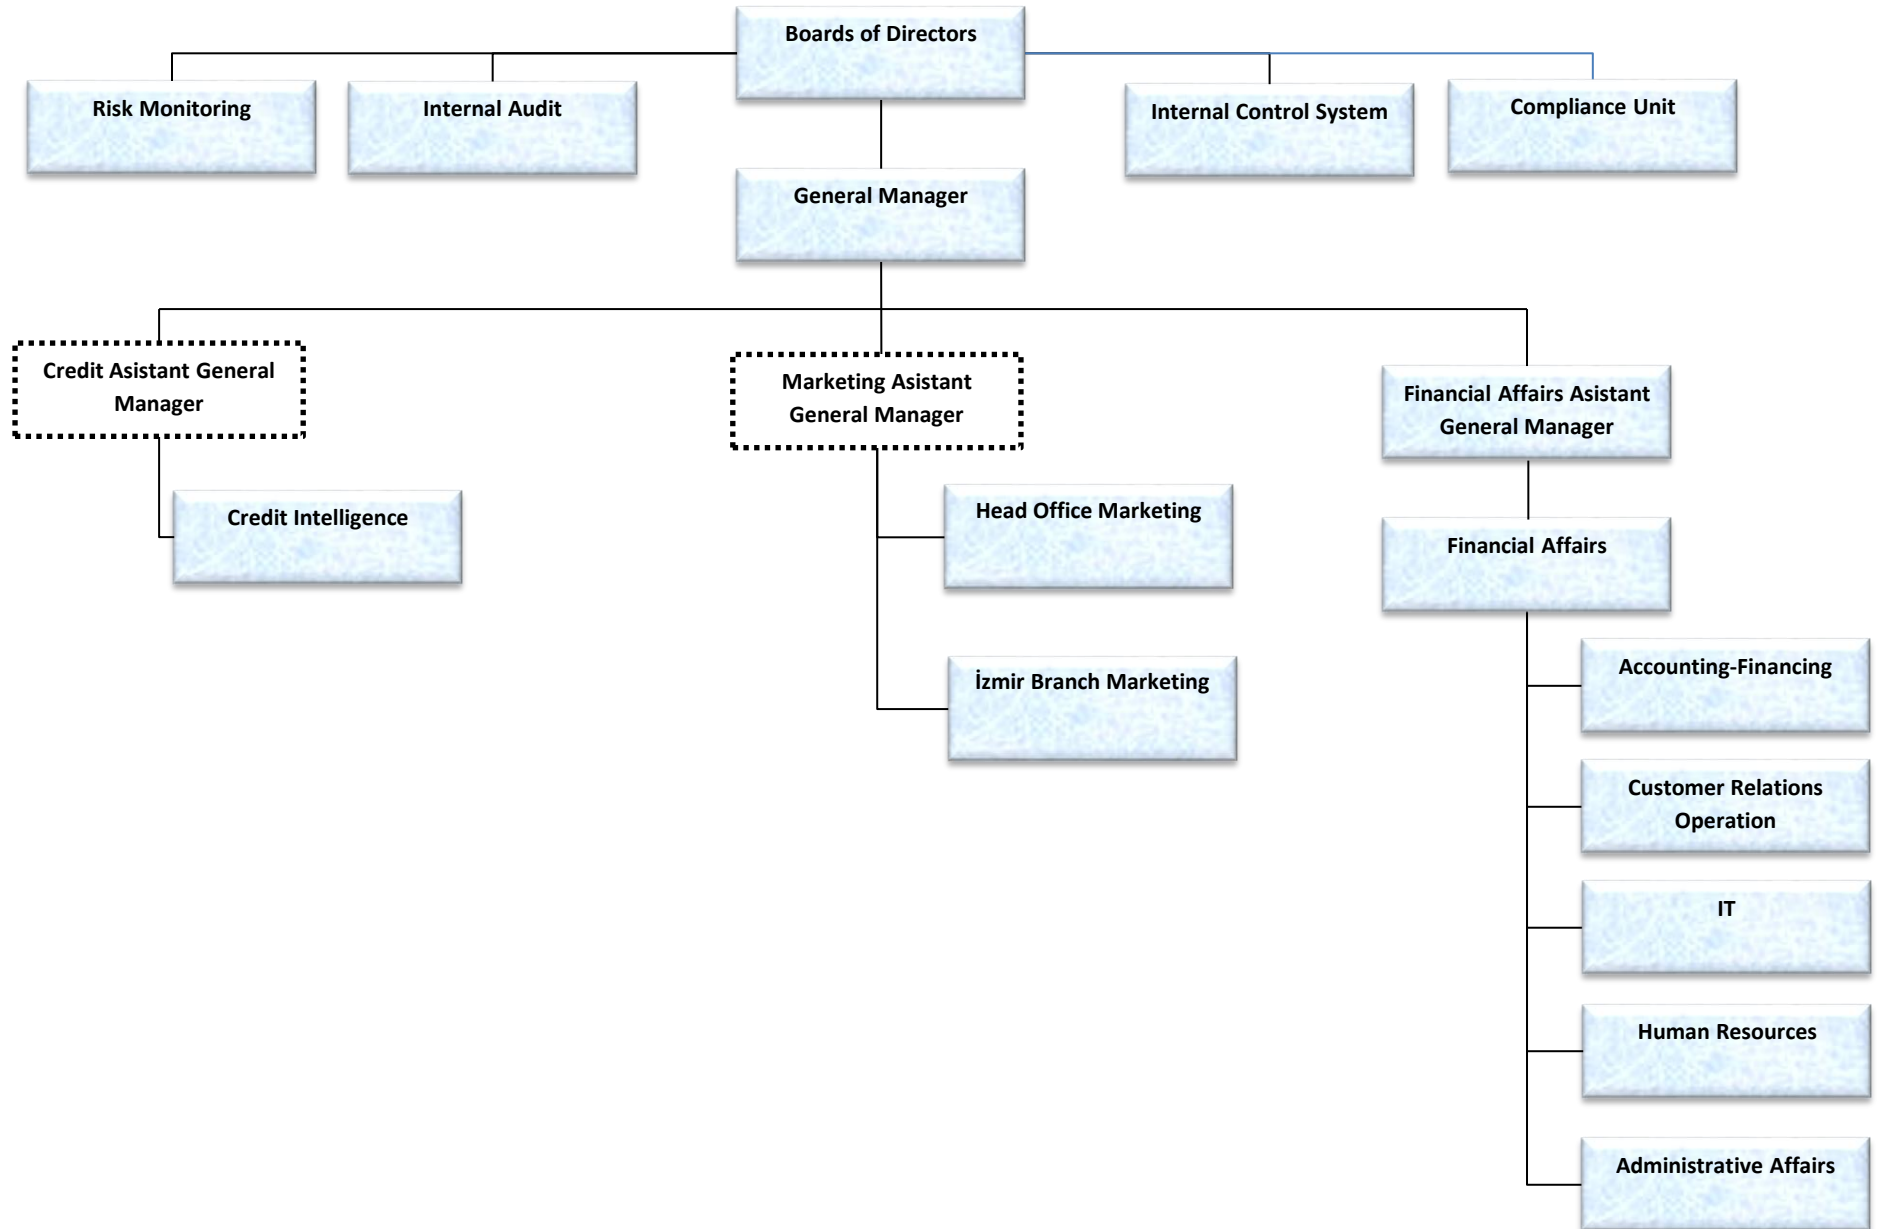 Boards of Directors
Risk Monitoring
Internal Audit
Internal Control System
Compliance Unit
General Manager
Credit Asistant General
Manager
Marketing Asistant
General Manager
Financial Affairs Asistant
General Manager
Credit Intelligence
Head Office Marketing
Financial Affairs
İzmir Branch Marketing
Accounting-Financing
Customer Relations
Operation
IT
Human Resources
Administrative Affairs